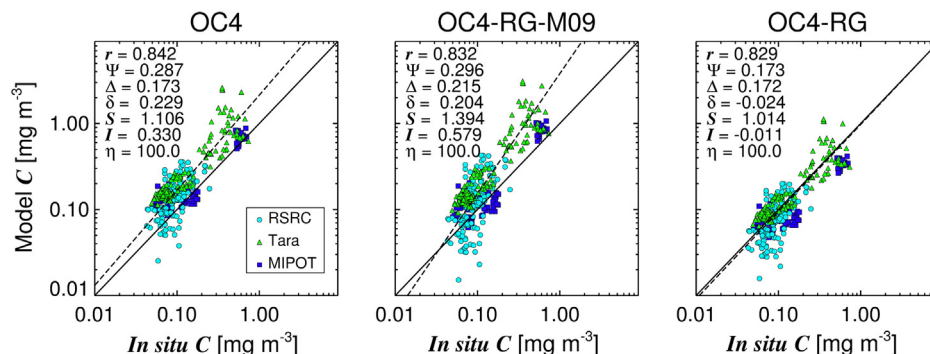 OC4
OC4-RG-M09
OC4-RG
r = 0.842
Ψ = 0.287
Δ = 0.172
δ = 0.229
S = 1.106
I = 0.330
η = 100.0
r = 0.832
Ψ = 0.296
Δ = 0.215
δ = 0.204
S = 1.394
I = 0.579
η = 100.0
r = 0.829
Ψ = 0.173
Δ = 0.173
δ = -0.024
S = 1.014
I = -0.011
η = 100.0
Model C [mg m-3]
1.00
0.10
0.01
RSRC
Tara
MIPOT
0.01 0.10 1.00
0.01 0.10 1.00
0.01 0.10 1.00
In situ C [mg m-3]
In situ C [mg m-3]
In situ C [mg m-3]